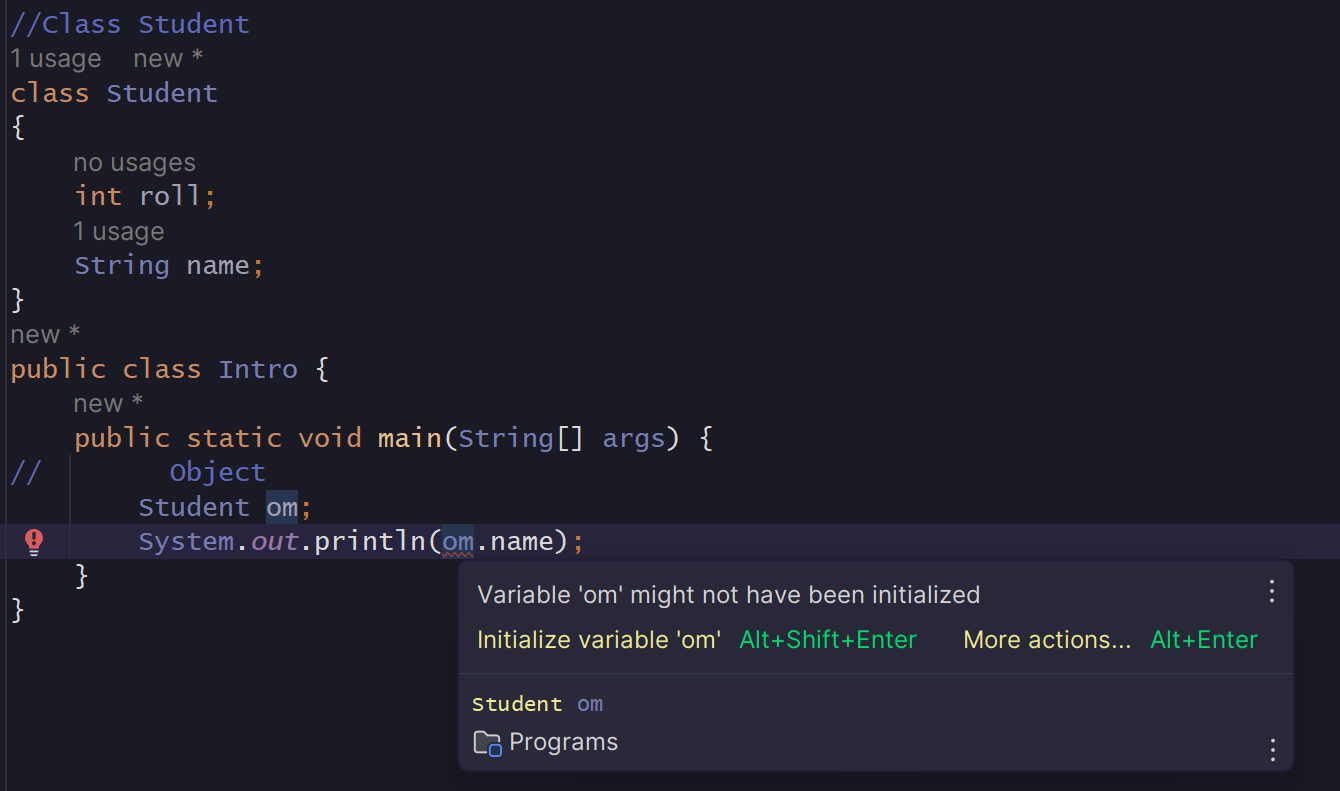 //Class Student
1 usage new *
class Student
{
no usages
int roll;
1 usage
String name;
}
new *
public class Intro {
new *
public static void main(String[] args) {
// Object
Student om;
System.out.println(om.name);
}
}
Variable 'om' might not have been initialized
Initialize variable 'om' Alt+Shift+Enter More actions... Alt+Enter
Student om
Programs